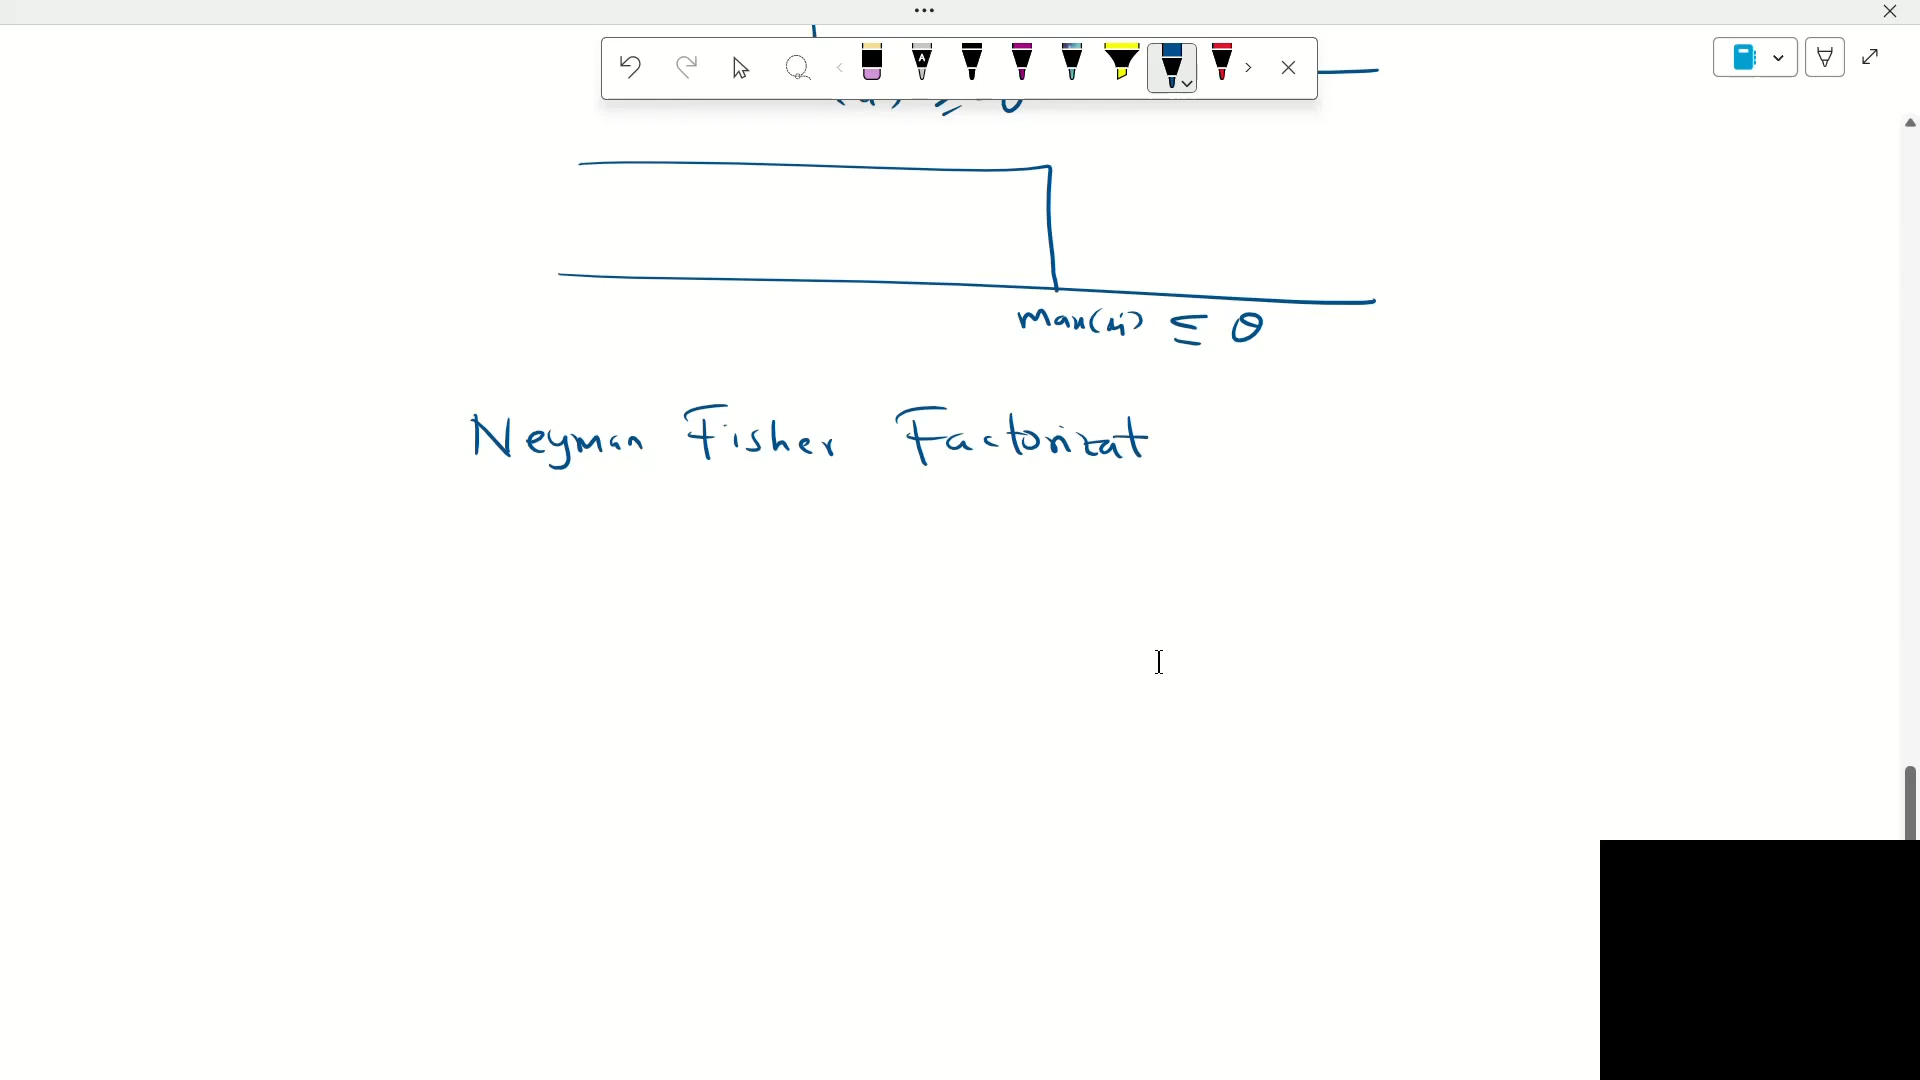 max(xi) ≤ θ
Neyman Fisher Factorizat